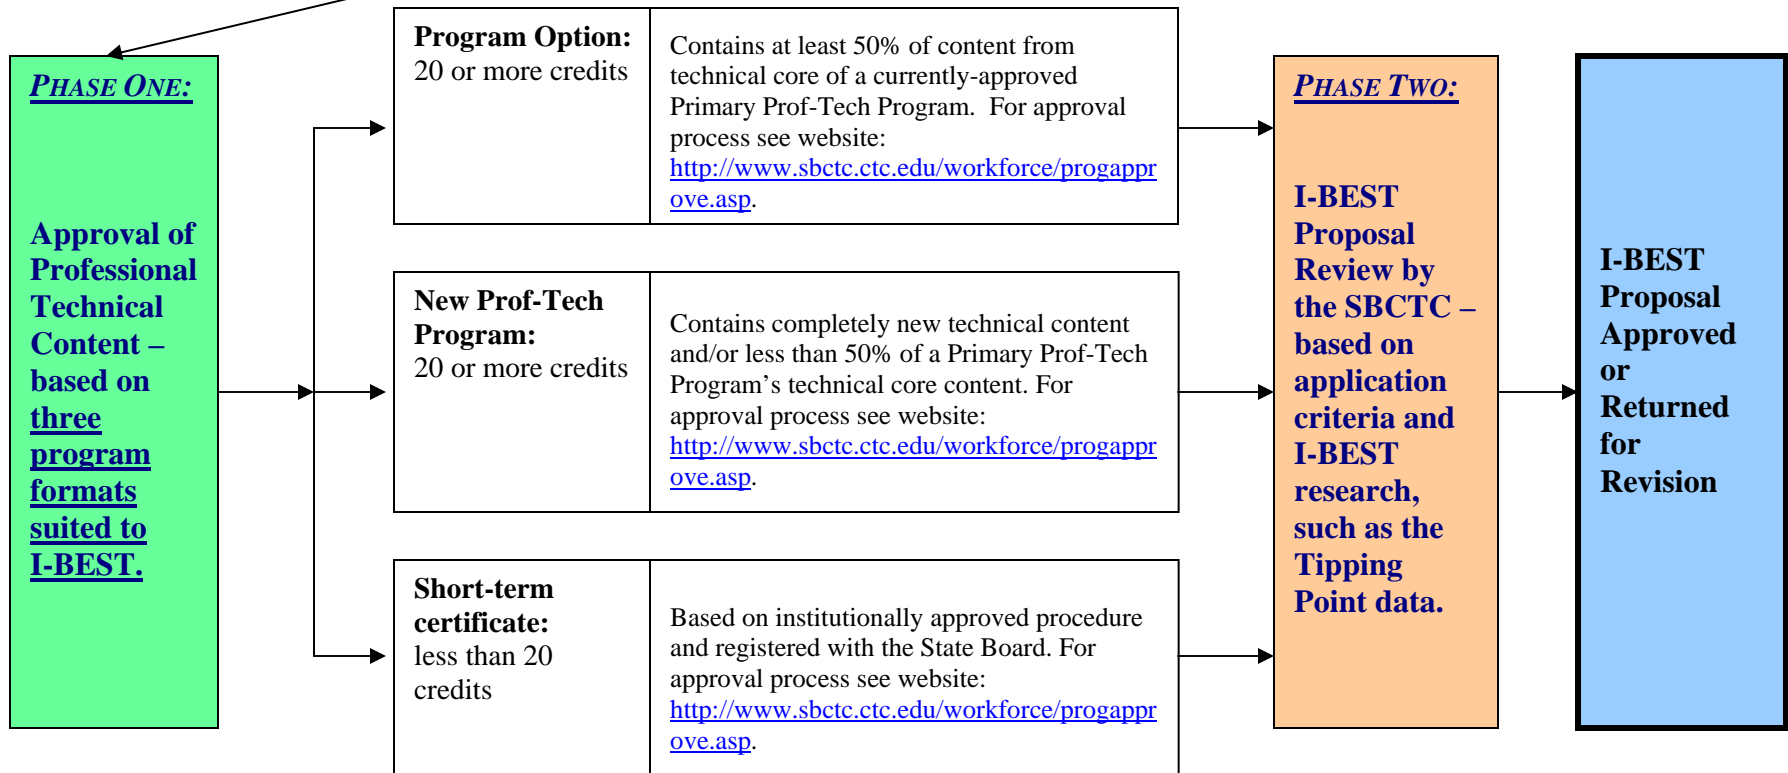 PHASE ONE:
Approval of
Professional
Technical
Content –
based on
three
program
formats
suited to
I-BEST.
Program Option:
20 or more credits
Contains at least 50% of content from
technical core of a currently-approved
Primary Prof-Tech Program.  For approval
process see website:
http://www.sbctc.ctc.edu/workforce/progappr
ove.asp.
New Prof-Tech
Program:
20 or more credits
Contains completely new technical content
and/or less than 50% of a Primary Prof-Tech
Program’s technical core content. For
approval process see website:
http://www.sbctc.ctc.edu/workforce/progappr
ove.asp.
Short-term
certificate:
less than 20
credits
Based on institutionally approved procedure
and registered with the State Board. For
approval process see website:
http://www.sbctc.ctc.edu/workforce/progappr
ove.asp.
PHASE TWO:
I-BEST
Proposal
Review by
the SBCTC –
based on
application
criteria and
I-BEST
research,
such as the
Tipping
Point data.
I-BEST
Proposal
Approved
or
Returned
for
Revision